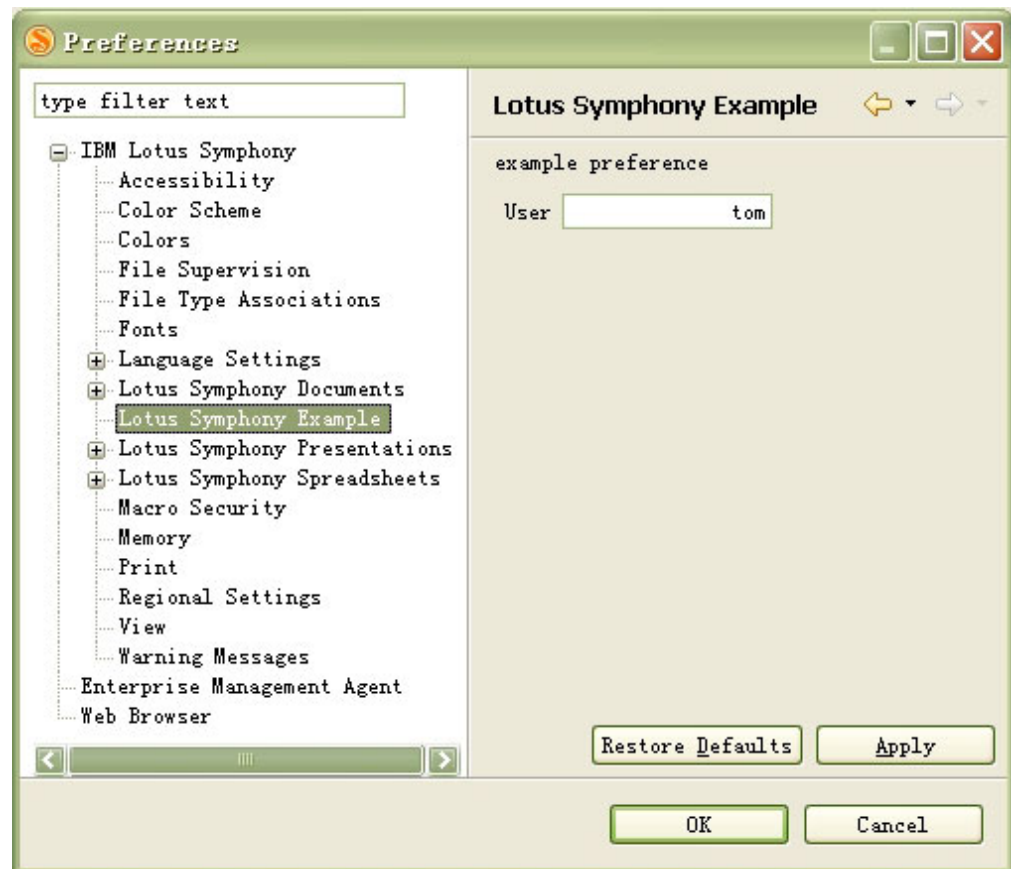 Preferences
type filter text
IBM Lotus Symphony
Accessibility
Color Scheme
Colors
File Supervision
File Type Associations
Fonts
Language Settings
Lotus Symphony Documents
Lotus Symphony Example
Lotus Symphony Presentations
Lotus Symphony Spreadsheets
Macro Security
Memory
Print
Regional Settings
View
Warning Messages
Enterprise Management Agent
Web Browser
Lotus Symphony Example
example preference
User tom
Restore Defaults Apply
OK Cancel